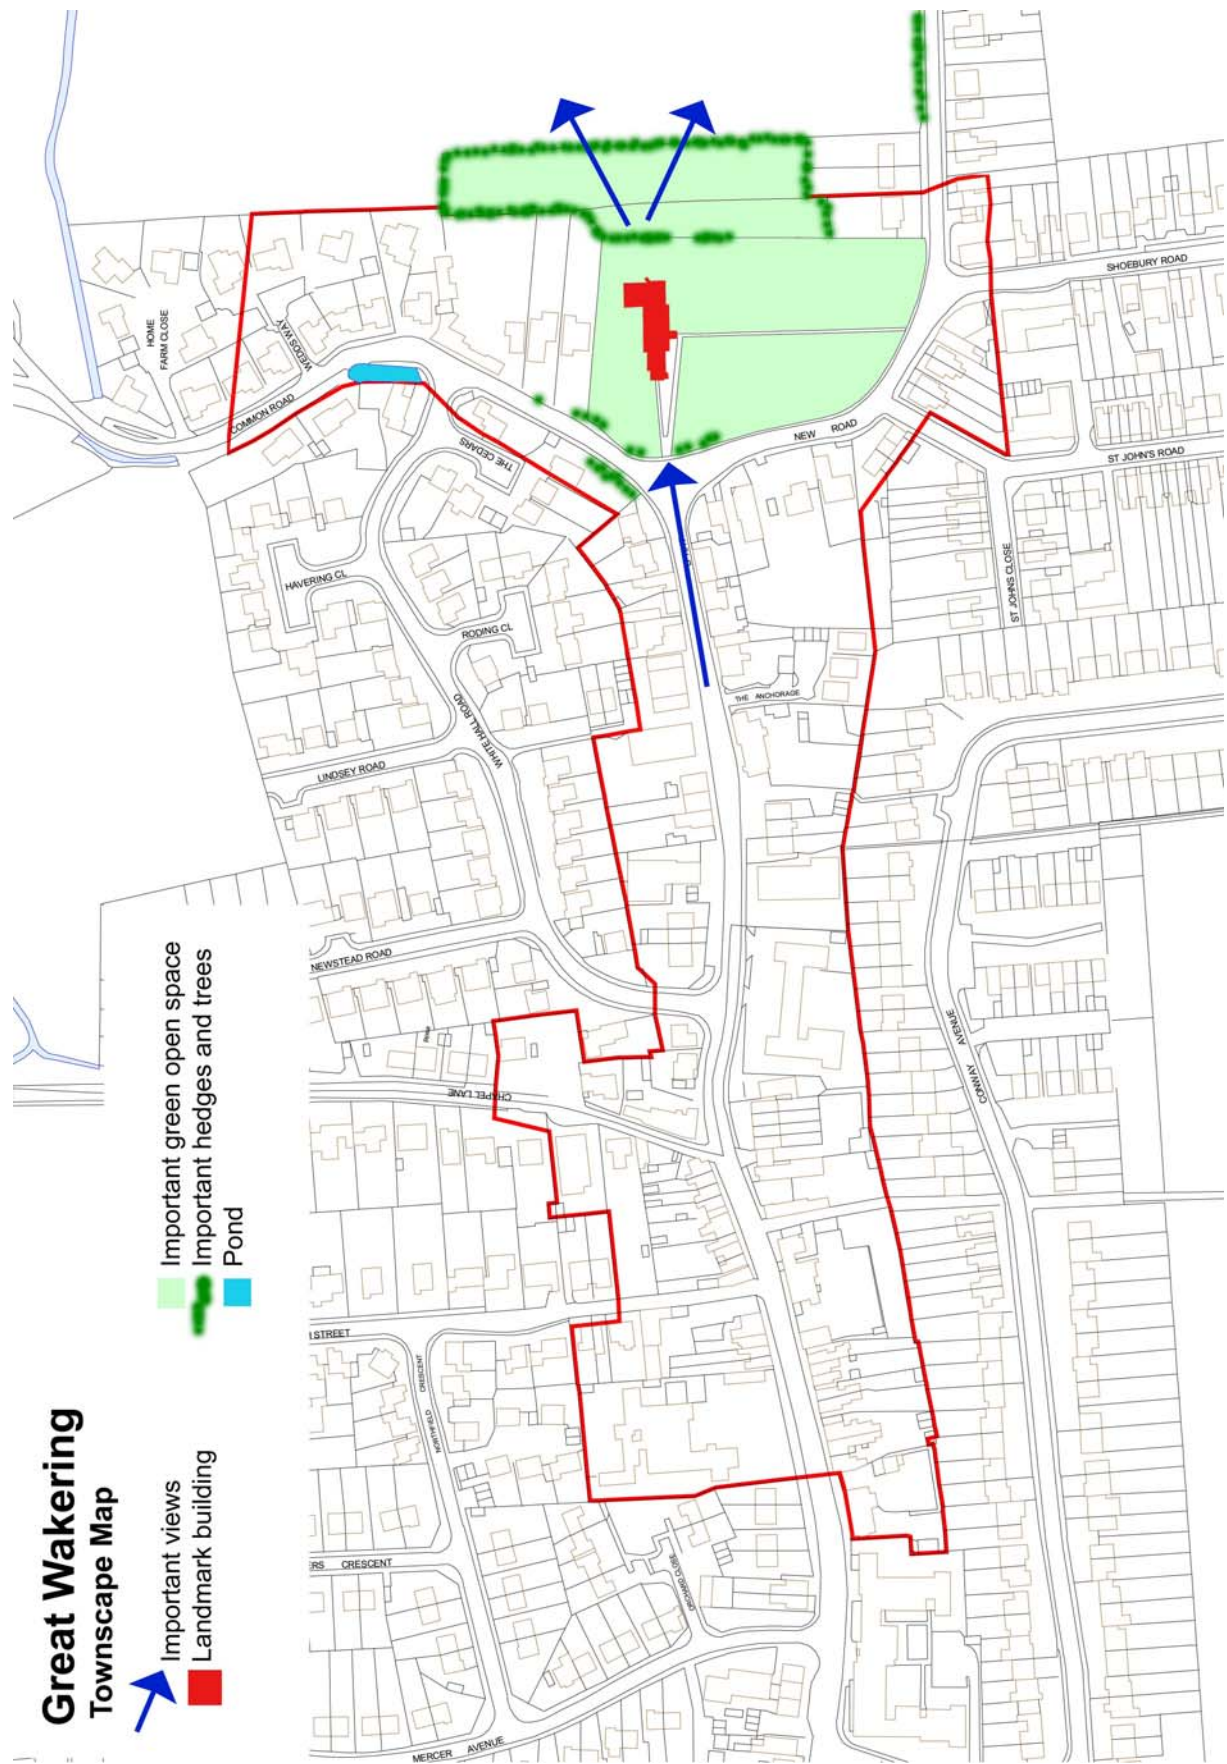 Great Wakering
Townscape Map
Important views
Landmark building
Important green open space
Important hedges and trees
Pond
HOME
FARM CLOSE
WEDDS WAY
COMMON ROAD
THE CEDARS
HAVERING CL
RODING CL
WHITE HALL ROAD
LINDSEY ROAD
NEWSTEAD ROAD
CHAPEL LANE
STREET
NORTHFIELD CRESCENT
CRESCENT
MERCER AVENUE
ORCHARD CLOSE
NEW ROAD
THE ANCHORAGE
SHOEBURY ROAD
ST JOHN'S ROAD
ST JOHNS CLOSE
CONWAY AVENUE